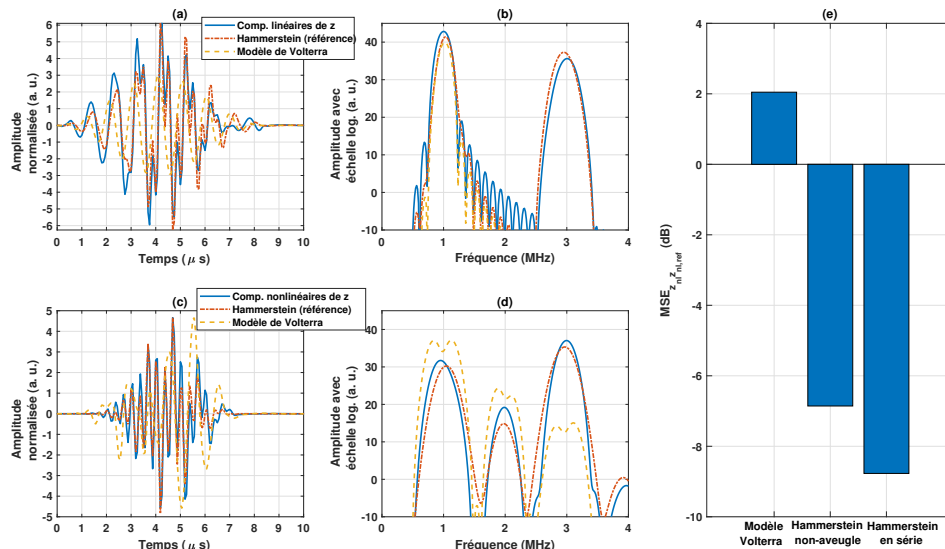 (a)
Comp. linéaires de z
Hammerstein (référence)
Modèle de Volterra
6
5
4
3
2
1
0
-1
-2
-3
-4
-5
-6
0 1 2 3 4 5 6 7 8 9 10
Temps (μ s)
Amplitude
normalisée (a. u.)
(b)
40
30
20
10
0
-10
0 1 2 3 4
Fréquence (MHz)
Amplitude avec
échelle log. (a. u.)
(c)
Comp. nonlinéaires de z
Hammerstein (référence)
Modèle de Volterra
5
4
3
2
1
0
-1
-2
-3
-4
-5
0 1 2 3 4 5 6 7 8 9 10
Temps (μ s)
Amplitude
normalisée (a. u.)
(d)
40
30
20
10
0
-10
0 1 2 3 4
Fréquence (MHz)
Amplitude avec
échelle log. (a. u.)
(e)
4
2
0
-2
-4
-6
-8
-10
MSE z nl z nl,ref (dB)
Modèle Volterra
Hammerstein non-aveugle
Hammerstein en série